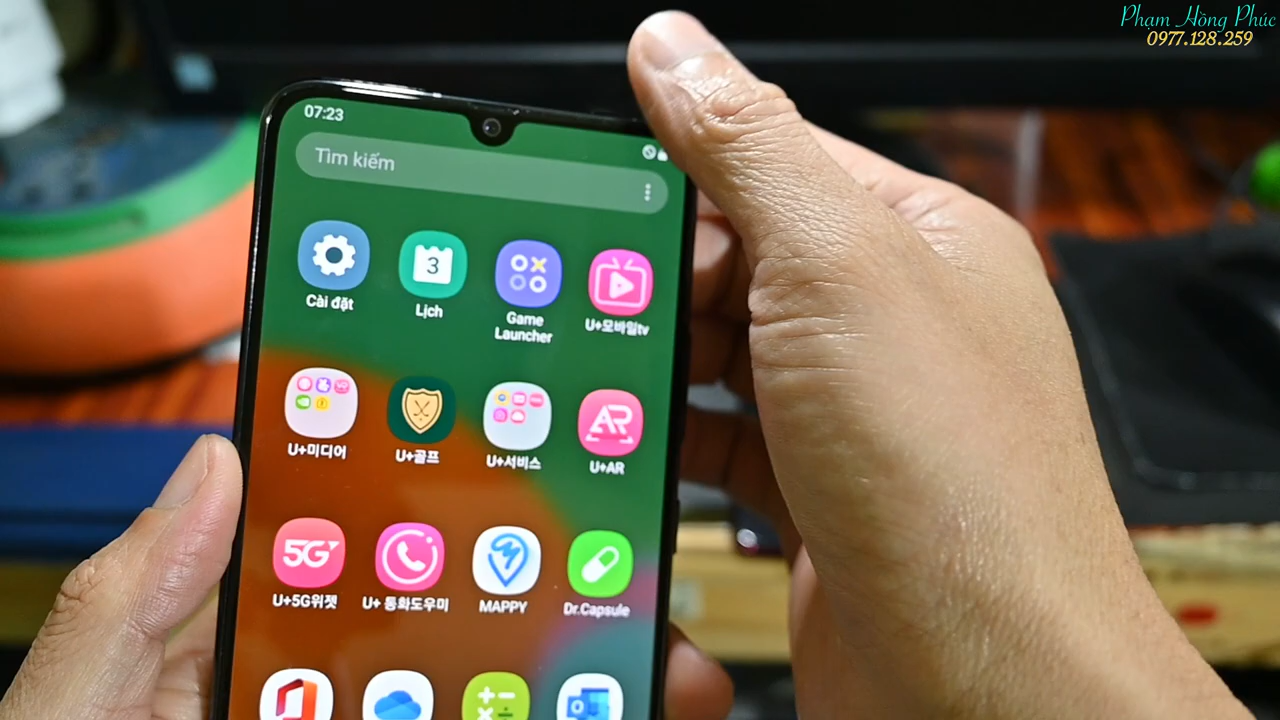 Phạm Hồng Phúc
0977.128.259
07:23
Tìm kiếm
3
Cài đặt
Lịch
Game
Launcher
U+모바일tv
U+미디어
U+골프
U+서비스
AR
U+AR
5G
U+5G위젯
U+ 통화도우미
MAPPY
Dr.Capsule